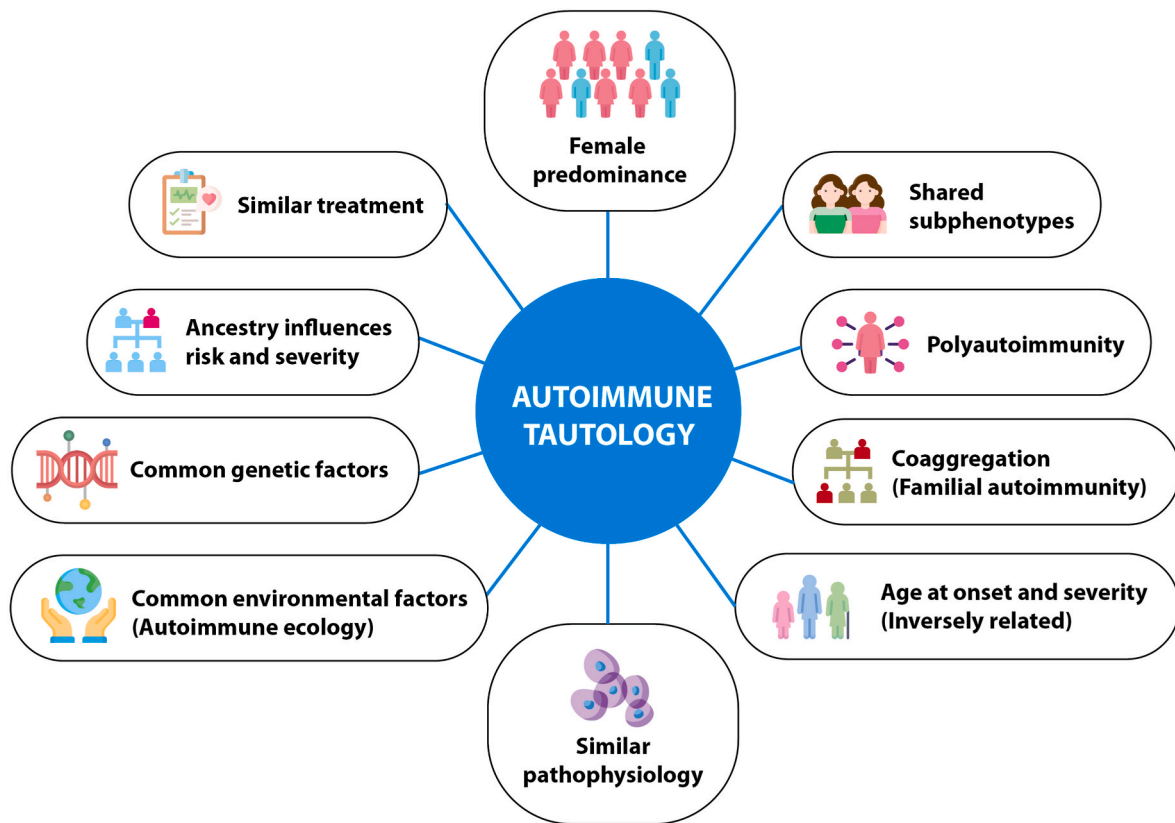 Female
predominance
Similar treatment
Shared
subphenotypes
Ancestry influences
risk and severity
Polyautoimmunity
AUTOIMMUNE
TAUTOLOGY
Common genetic factors
Coaggregation
(Familial autoimmunity)
Common environmental factors
(Autoimmune ecology)
Age at onset and severity
(Inversely related)
Similar
pathophysiology